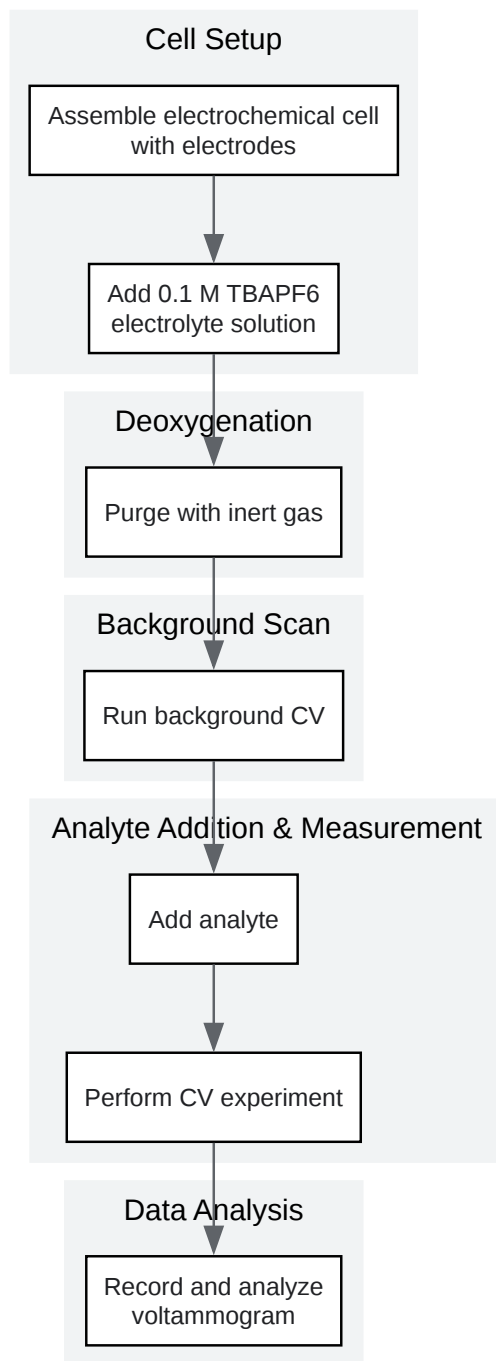 Cell Setup
Assemble electrochemical cell
with electrodes
Add 0.1 M TBAPF6
electrolyte solution
Deoxygenation
Purge with inert gas
Background Scan
Run background CV
Analyte Addition & Measurement
Add analyte
Perform CV experiment
Data Analysis
Record and analyze
voltammogram